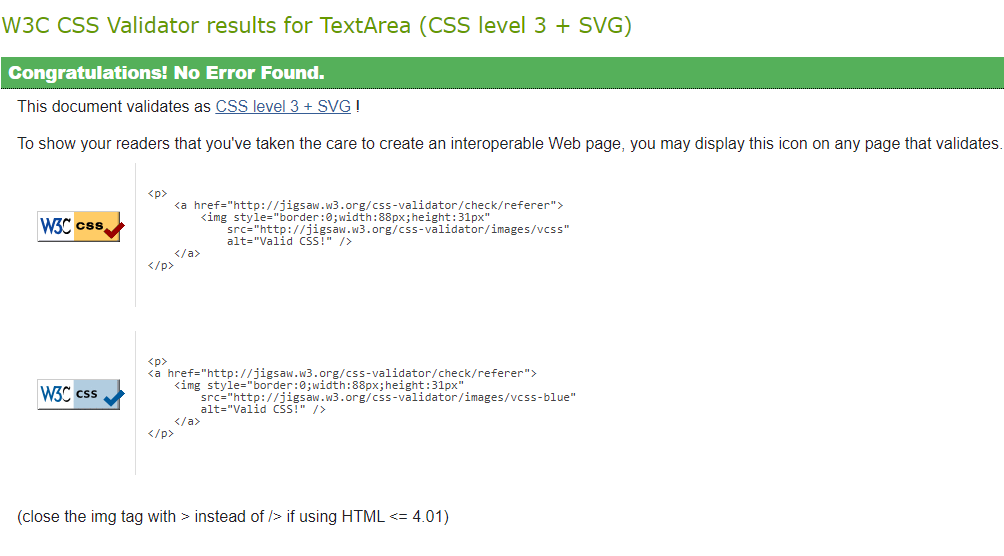 W3C CSS Validator results for TextArea (CSS level 3 + SVG)
Congratulations! No Error Found.
This document validates as CSS level 3 + SVG !
To show your readers that you've taken the care to create an interoperable Web page, you may display this icon on any page that validates.
W3C css
<p>
<a href="http://jigsaw.w3.org/css-validator/check/referer">
<img style="border:0;width:88px;height:31px"
src="http://jigsaw.w3.org/css-validator/images/vcss"
alt="Valid CSS!" />
</a>
</p>
W3C css
<p>
<a href="http://jigsaw.w3.org/css-validator/check/referer">
<img style="border:0;width:88px;height:31px"
src="http://jigsaw.w3.org/css-validator/images/vcss-blue"
alt="Valid CSS!" />
</a>
</p>
(close the img tag with > instead of /> if using HTML <= 4.01)